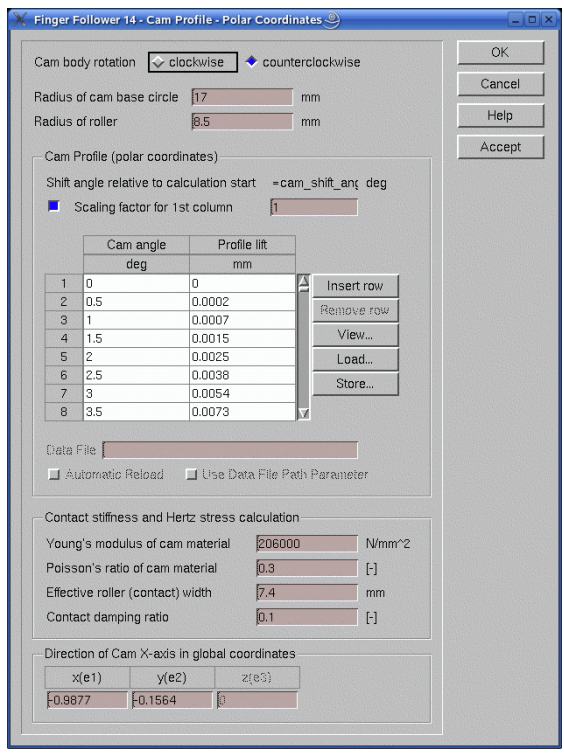 Finger Follower 14 - Cam Profile - Polar Coordinates
Cam body rotation clockwise counterclockwise
OK
Cancel
Help
Accept
Radius of cam base circle 17 mm
Radius of roller 8.5 mm
Cam Profile (polar coordinates)
Shift angle relative to calculation start =cam_shift_ang deg
Scaling factor for 1st column 1
Cam angle Profile lift
deg mm
1 0 0
2 0.5 0.0002
3 1 0.0007
4 1.5 0.0015
5 2 0.0025
6 2.5 0.0038
7 3 0.0054
8 3.5 0.0073
Insert row
Remove row
View...
Load...
Store...
Data File
Automatic Reload Use Data File Path Parameter
Contact stiffness and Hertz stress calculation
Young's modulus of cam material 206000 N/mm^2
Poisson's ratio of cam material 0.3 [-]
Effective roller (contact) width 7.4 mm
Contact damping ratio 0.1 [-]
Direction of Cam X-axis in global coordinates
x(e1) y(e2) z(e3)
-0.9877 -0.1564 0